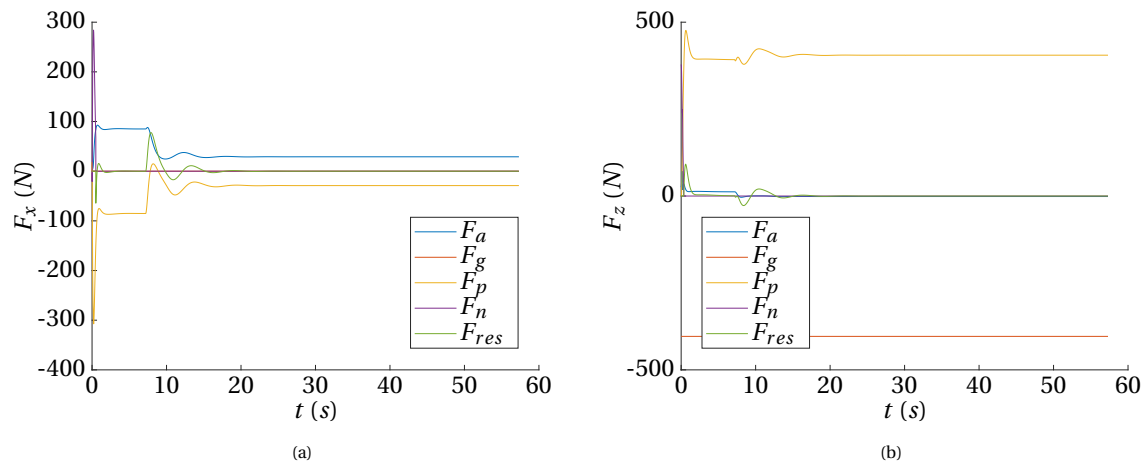 300
200
100
0
-100
-200
-300
-400
F_x (N)
0 10 20 30 40 50 60
t (s)
F_a
F_g
F_p
F_n
F_res
(a)
500
0
-500
F_z (N)
0 10 20 30 40 50 60
t (s)
F_a
F_g
F_p
F_n
F_res
(b)